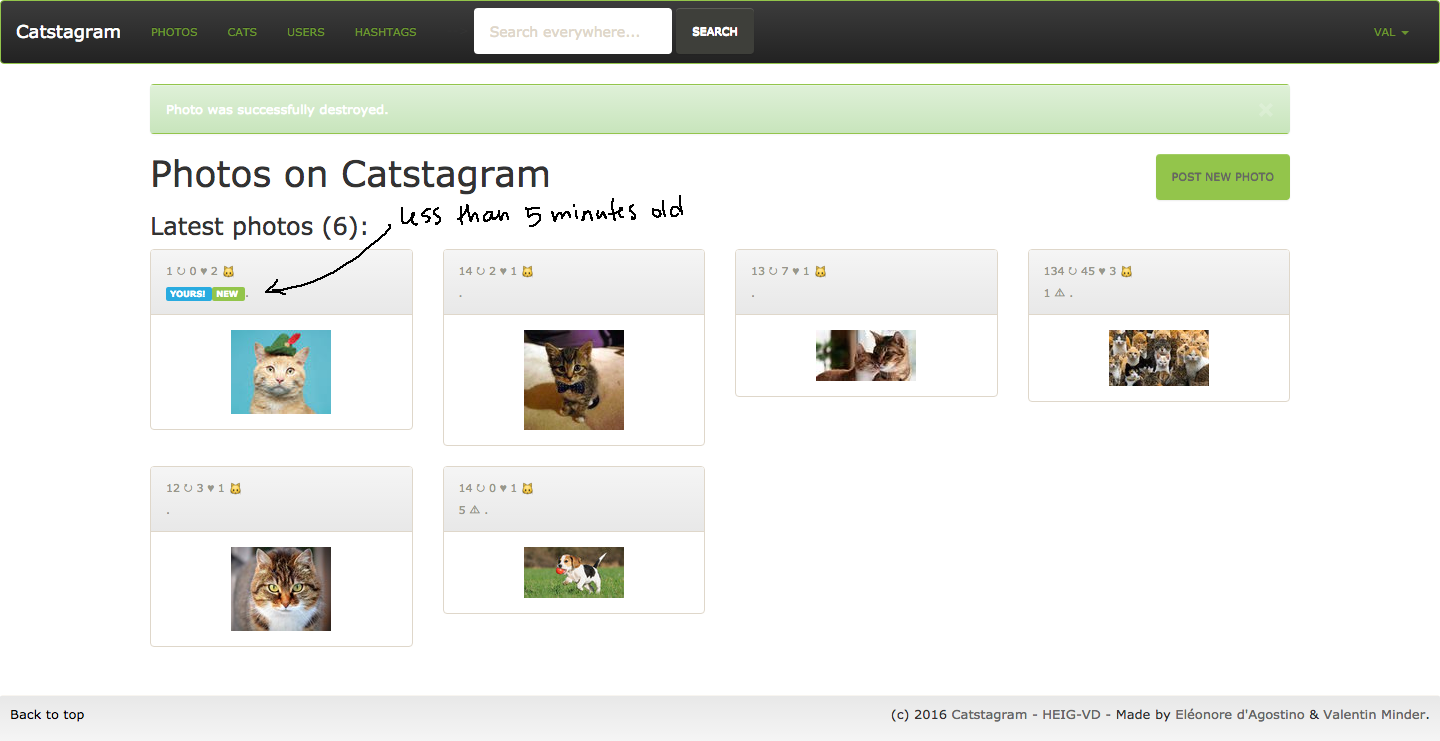 Catstagram PHOTOS CATS USERS HASHTAGS Search everywhere... SEARCH VAL
Photo was successfully destroyed. ×
Photos on Catstagram POST NEW PHOTO
less than 5 minutes old
Latest photos (6):
1 ↻ 0 ♥ 2 🐱 14 ↻ 2 ♥ 1 🐱 13 ↻ 7 ♥ 1 🐱 134 ↻ 45 ♥ 3 🐱
YOURS! NEW . . . 1 ⚠ .
12 ↻ 3 ♥ 1 🐱 14 ↻ 0 ♥ 1 🐱
. 5 ⚠ .
Back to top (c) 2016 Catstagram - HEIG-VD - Made by Eléonore d'Agostino & Valentin Minder.